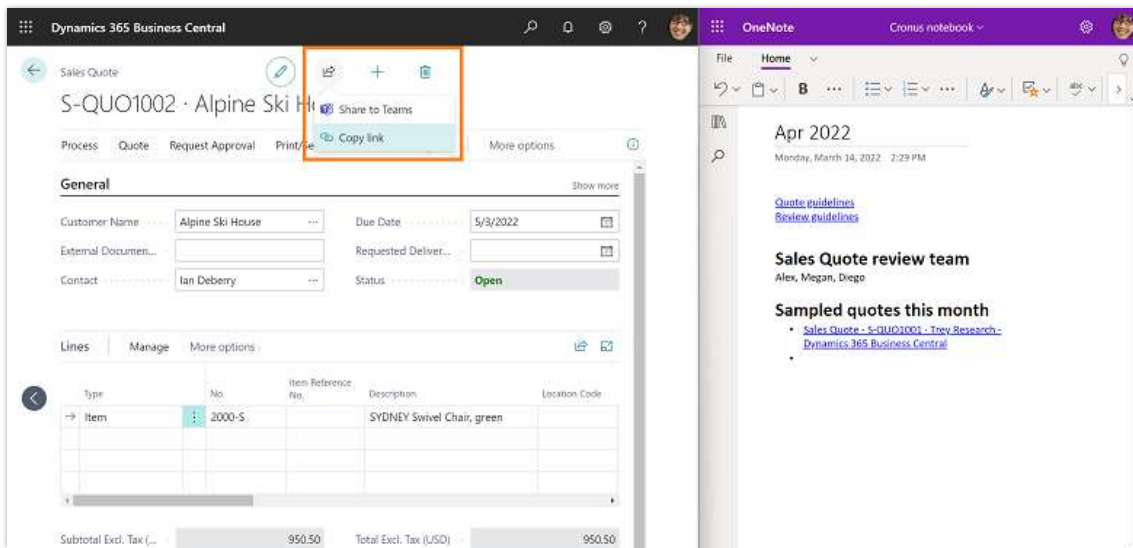 Dynamics 365 Business Central
?
Sales Quote
S-QUO1002 · Alpine Ski H
Share to Teams
Copy link
Process Quote Request Approval Print/Se More options
General
Show more
Customer Name Alpine Ski House
Due Date 5/3/2022
External Documen...
Requested Deliver...
Contact Ian Deberry
Status Open
Lines Manage More options
Type No. Item Reference No. Description Location Code
Item 2000-S SYDNEY Swivel Chair, green
Subtotal Excl. Tax (... 950.50 Total Excl. Tax (USD) 950.50
OneNote
Cronus notebook
File Home
B ... ...
abc
Apr 2022
Monday, March 14, 2022 2:29 PM
Quote guidelines
Review guidelines
Sales Quote review team
Alex, Megan, Diego
Sampled quotes this month
• Sales Quote - S-QUO1001 - Trey Research -
Dynamics 365 Business Central
•